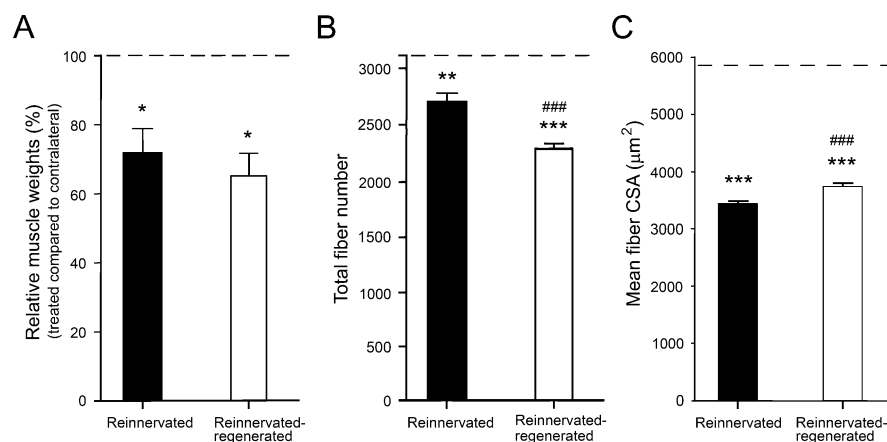 A
Relative muscle weights (%)
(treated compared to contralateral)
100
80
60
40
20
0
*
*
Reinnervated
Reinnervated-
regenerated
B
Total fiber number
3000
2500
2000
1500
1000
500
0
**
###
***
Reinnervated
Reinnervated-
regenerated
C
Mean fiber CSA (μm²)
6000
5000
4000
3000
2000
1000
0
***
###
***
Reinnervated
Reinnervated-
regenerated